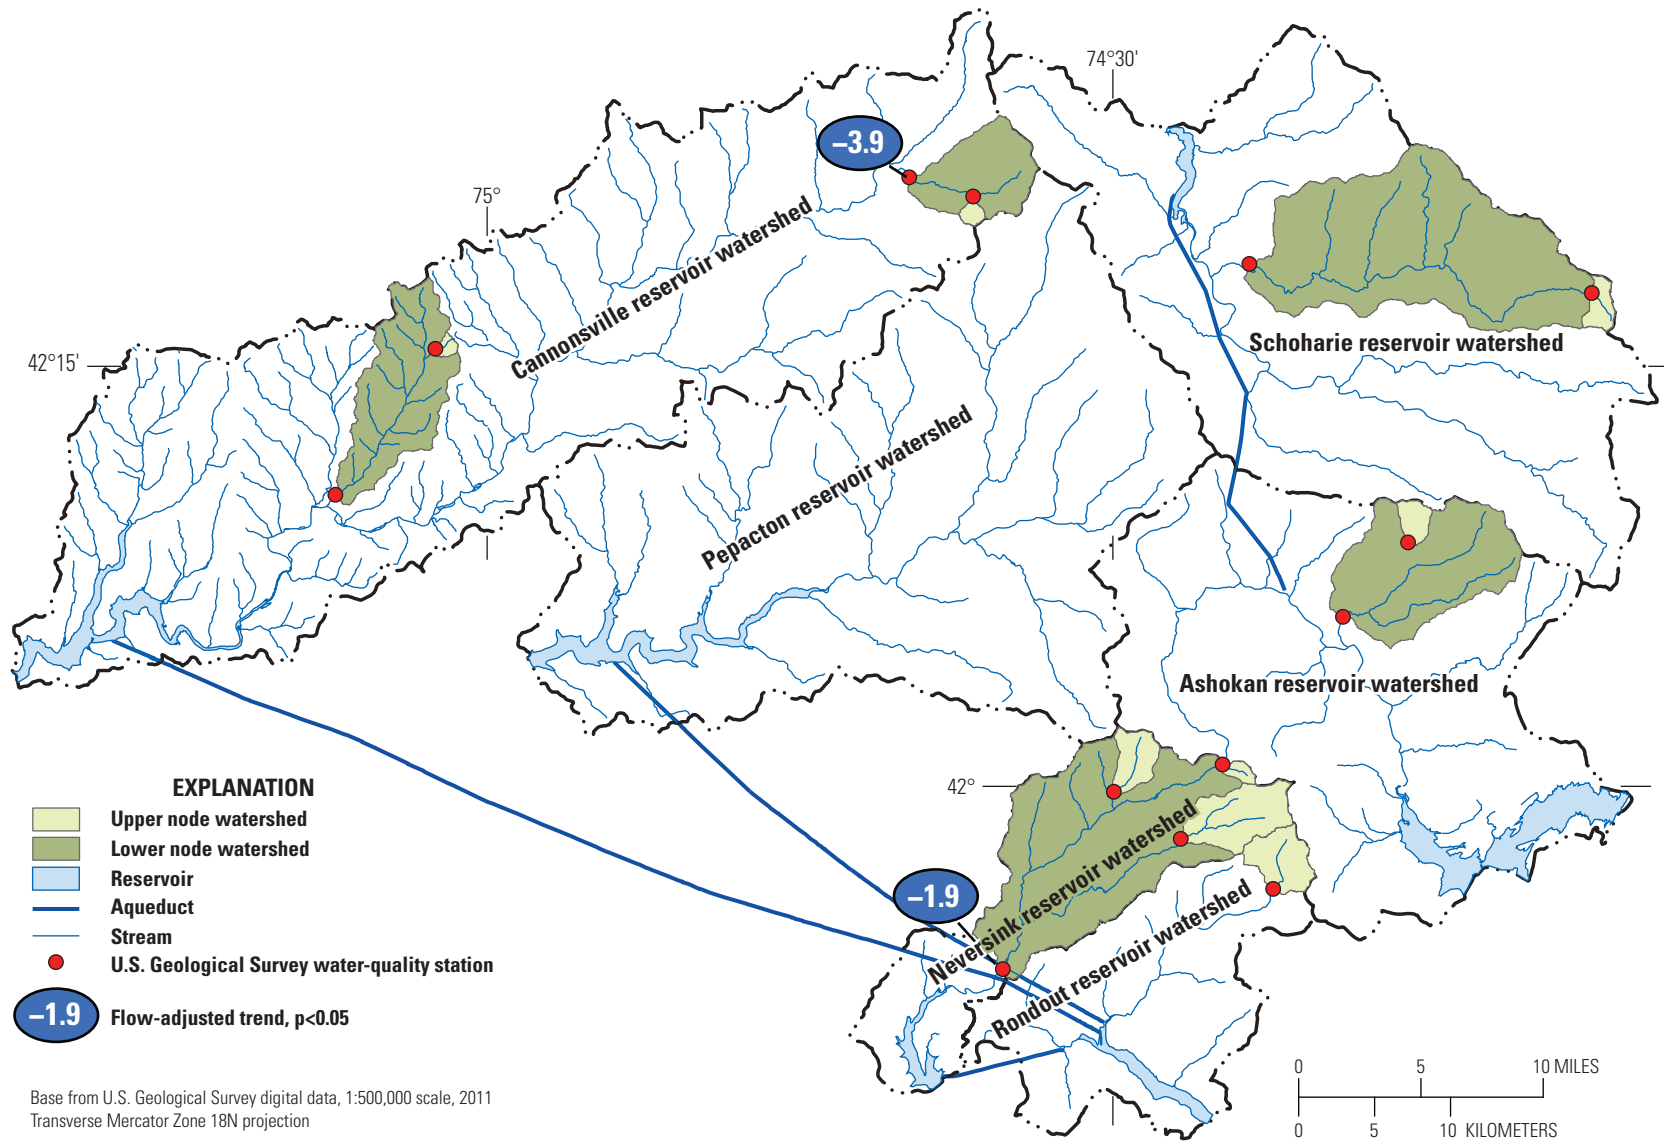 74°30'
–3.9
75°
Cannonsville reservoir watershed
Schoharie reservoir watershed
42°15'
Pepacton reservoir watershed
Ashokan reservoir watershed
42°
Neversink reservoir watershed
–1.9
Rondout reservoir watershed
EXPLANATION
Upper node watershed
Lower node watershed
Reservoir
Aqueduct
Stream
U.S. Geological Survey water-quality station
–1.9 Flow-adjusted trend, p<0.05
0 5 10 MILES
0 5 10 KILOMETERS
Base from U.S. Geological Survey digital data, 1:500,000 scale, 2011
Transverse Mercator Zone 18N projection